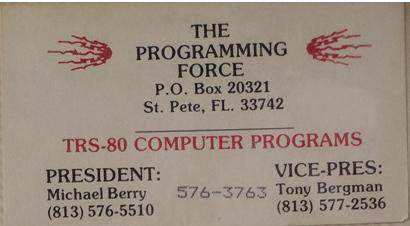 THE
PROGRAMMING
FORCE
P.O. Box 20321
St. Pete, FL. 33742
TRS-80 COMPUTER PROGRAMS
PRESIDENT:
Michael Berry
(813) 576-5510
576-3763
VICE-PRES:
Tony Bergman
(813) 577-2536